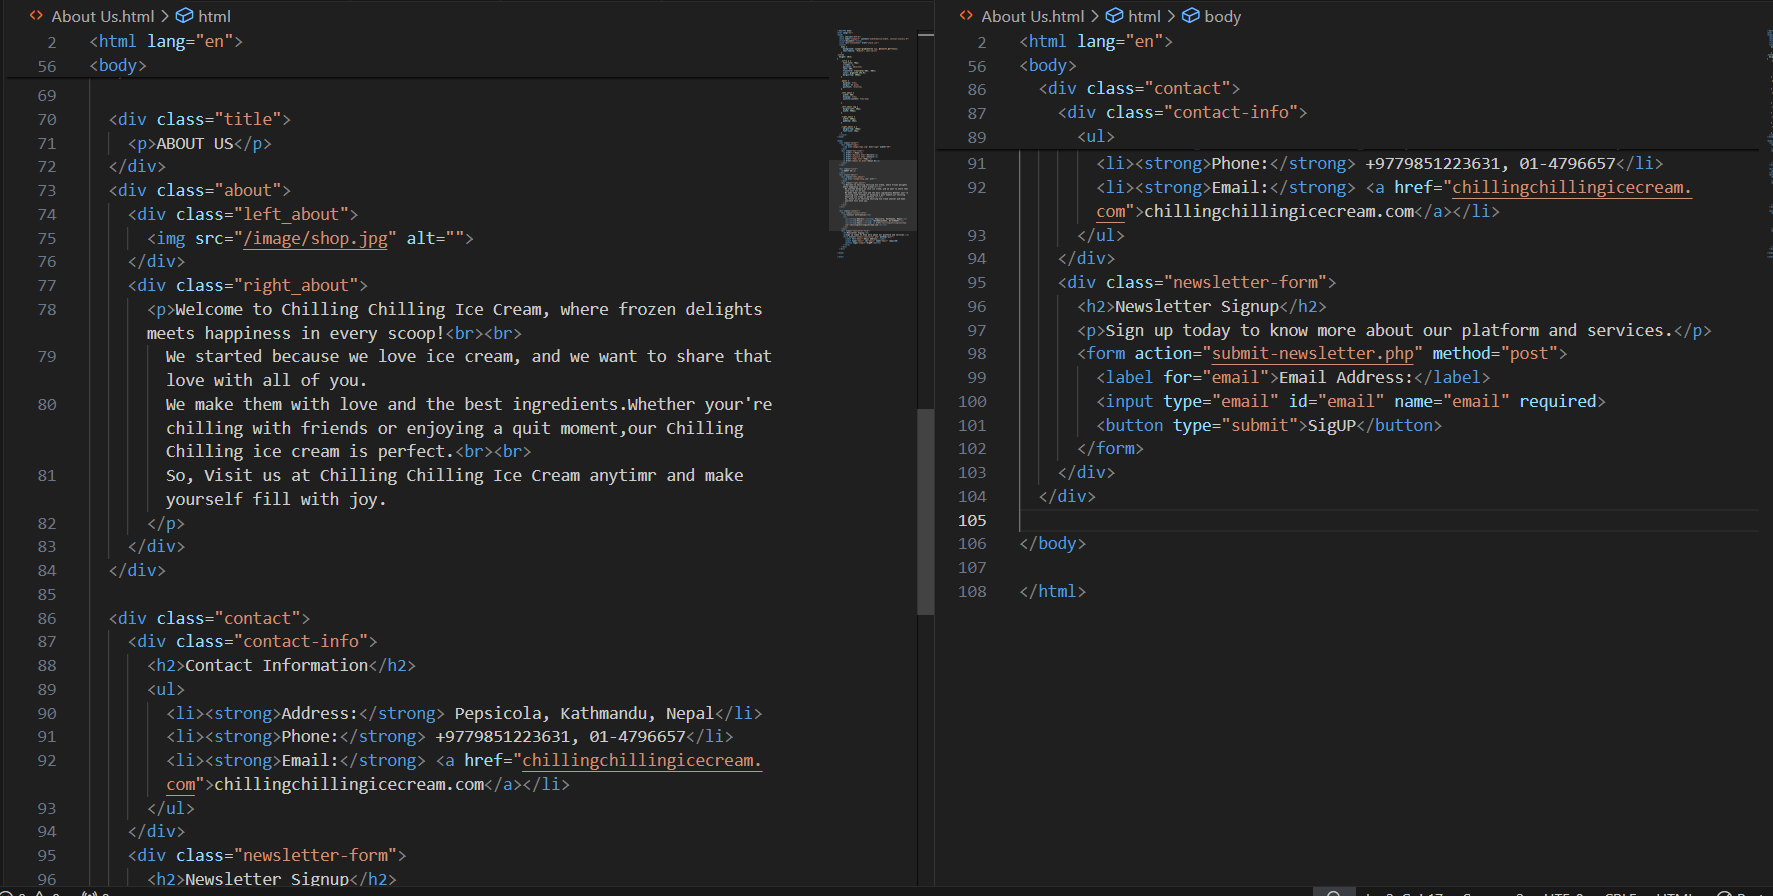 About Us.html > html
2 <html lang="en">
56 <body>
69
70 <div class="title">
71 <p>ABOUT US</p>
72 </div>
73 <div class="about">
74 <div class="left_about">
75 <img src="/image/shop.jpg" alt="">
76 </div>
77 <div class="right_about">
78 <p>Welcome to Chilling Chilling Ice Cream, where frozen delights
meets happiness in every scoop!<br><br>
79 We started because we love ice cream, and we want to share that
love with all of you.
80 We make them with love and the best ingredients.Whether your're
chilling with friends or enjoying a quit moment,our Chilling
Chilling ice cream is perfect.<br><br>
81 So, Visit us at Chilling Chilling Ice Cream anytimr and make
yourself fill with joy.
82 </p>
83 </div>
84 </div>
85
86 <div class="contact">
87 <div class="contact-info">
88 <h2>Contact Information</h2>
89 <ul>
90 <li><strong>Address:</strong> Pepsicola, Kathmandu, Nepal</li>
91 <li><strong>Phone:</strong> +9779851223631, 01-4796657</li>
92 <li><strong>Email:</strong> <a href="chillingchillingicecream.
com">chillingchillingicecream.com</a></li>
93 </ul>
94 </div>
95 <div class="newsletter-form">
96 <h2>Newsletter Signup</h2>
About Us.html > html > body
2 <html lang="en">
56 <body>
86 <div class="contact">
87 <div class="contact-info">
89 <ul>
91 <li><strong>Phone:</strong> +9779851223631, 01-4796657</li>
92 <li><strong>Email:</strong> <a href="chillingchillingicecream.
com">chillingchillingicecream.com</a></li>
93 </ul>
94 </div>
95 <div class="newsletter-form">
96 <h2>Newsletter Signup</h2>
97 <p>Sign up today to know more about our platform and services.</p>
98 <form action="submit-newsletter.php" method="post">
99 <label for="email">Email Address:</label>
100 <input type="email" id="email" name="email" required>
101 <button type="submit">SigUP</button>
102 </form>
103 </div>
104 </div>
105
106 </body>
107
108 </html>